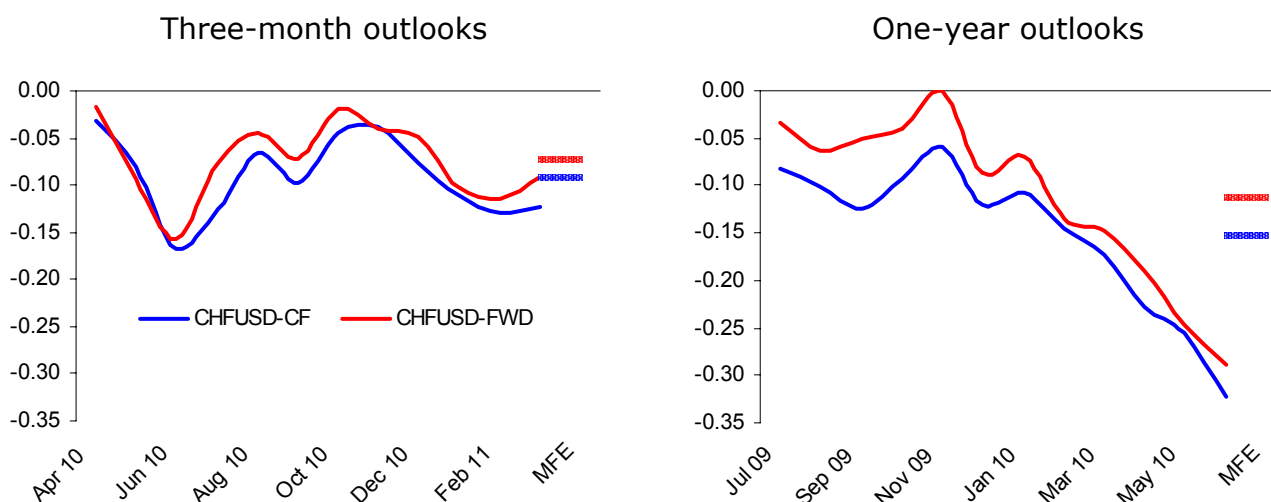 Three-month outlooks
0.00
-0.05
-0.10
-0.15
-0.20
-0.25
-0.30
-0.35
CHFUSD-CF
CHFUSD-FWD
Apr 10
Jun 10
Aug 10
Oct 10
Dec 10
Feb 11
MFE
One-year outlooks
0.00
-0.05
-0.10
-0.15
-0.20
-0.25
-0.30
-0.35
Jul 09
Sep 09
Nov 09
Jan 10
Mar 10
May 10
MFE